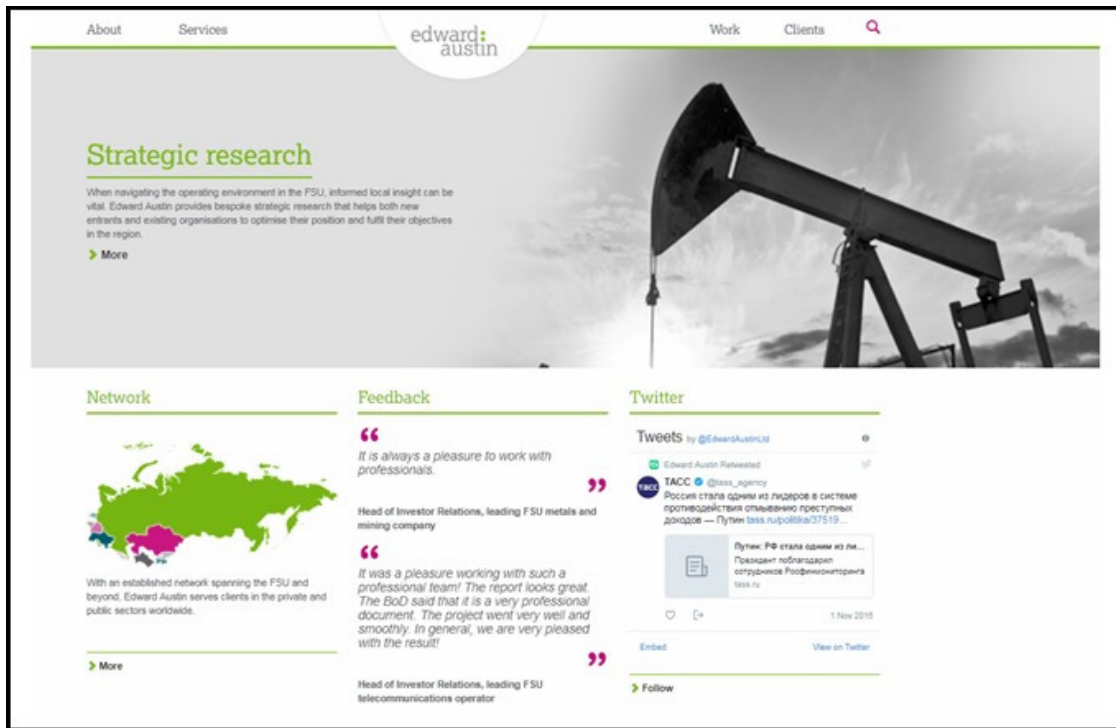 About
Services
edward:
austin
Work
Clients
Strategic research
When navigating the operating environment in the FSU, informed local insight can be
vital. Edward Austin provides bespoke strategic research that helps both new
entrants and existing organisations to optimise their position and fulfil their objectives
in the region.
More
Network
With an established network spanning the FSU and
beyond, Edward Austin serves clients in the private and
public sectors worldwide.
More
Feedback
“
It is always a pleasure to work with
professionals.
”
Head of Investor Relations, leading FSU metals and
mining company
“
It was a pleasure working with such a
professional team! The report looks great.
The BoD said that it is a very professional
document. The project went very well and
smoothly. In general, we are very pleased
with the result!
”
Head of Investor Relations, leading FSU
telecommunications operator
Twitter
Tweets by @EdwardAustinLtd
Edward Austin Retweeted
ТАСС
ТАСС @tass_agency
Россия стала одним из лидеров в системе
противодействия отмыванию преступных
доходов — Путин tass.ru/politika/37519...
Путин: РФ стала одним из ли...
Президент поблагодарил
сотрудников Росфинмониторинга
tass.ru
1 Nov 2016
Embed
View on Twitter
Follow